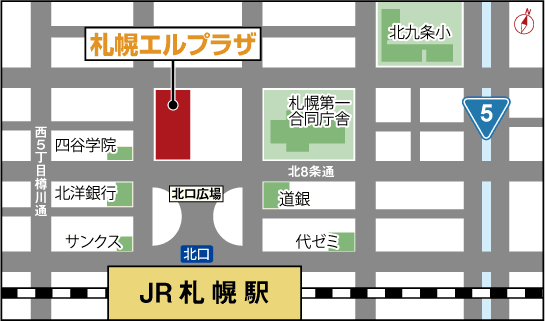 北九条小
札幌エルプラザ
札幌第一
合同庁舎
5
四谷学院
西5丁目樽川通
北8条通
北洋銀行
北口広場
道銀
サンクス
北口
代ゼミ
JR札幌駅